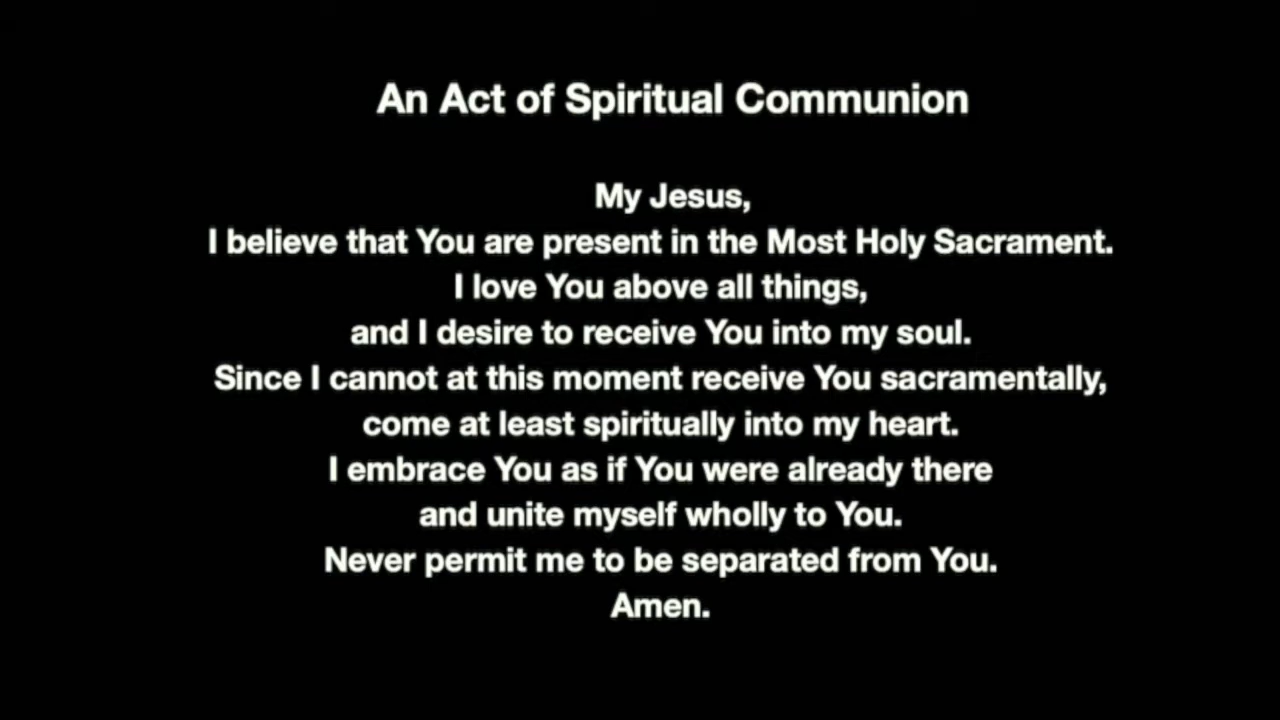 An Act of Spiritual Communion
My Jesus,
I believe that You are present in the Most Holy Sacrament.
I love You above all things,
and I desire to receive You into my soul.
Since I cannot at this moment receive You sacramentally,
come at least spiritually into my heart.
I embrace You as if You were already there
and unite myself wholly to You.
Never permit me to be separated from You.
Amen.